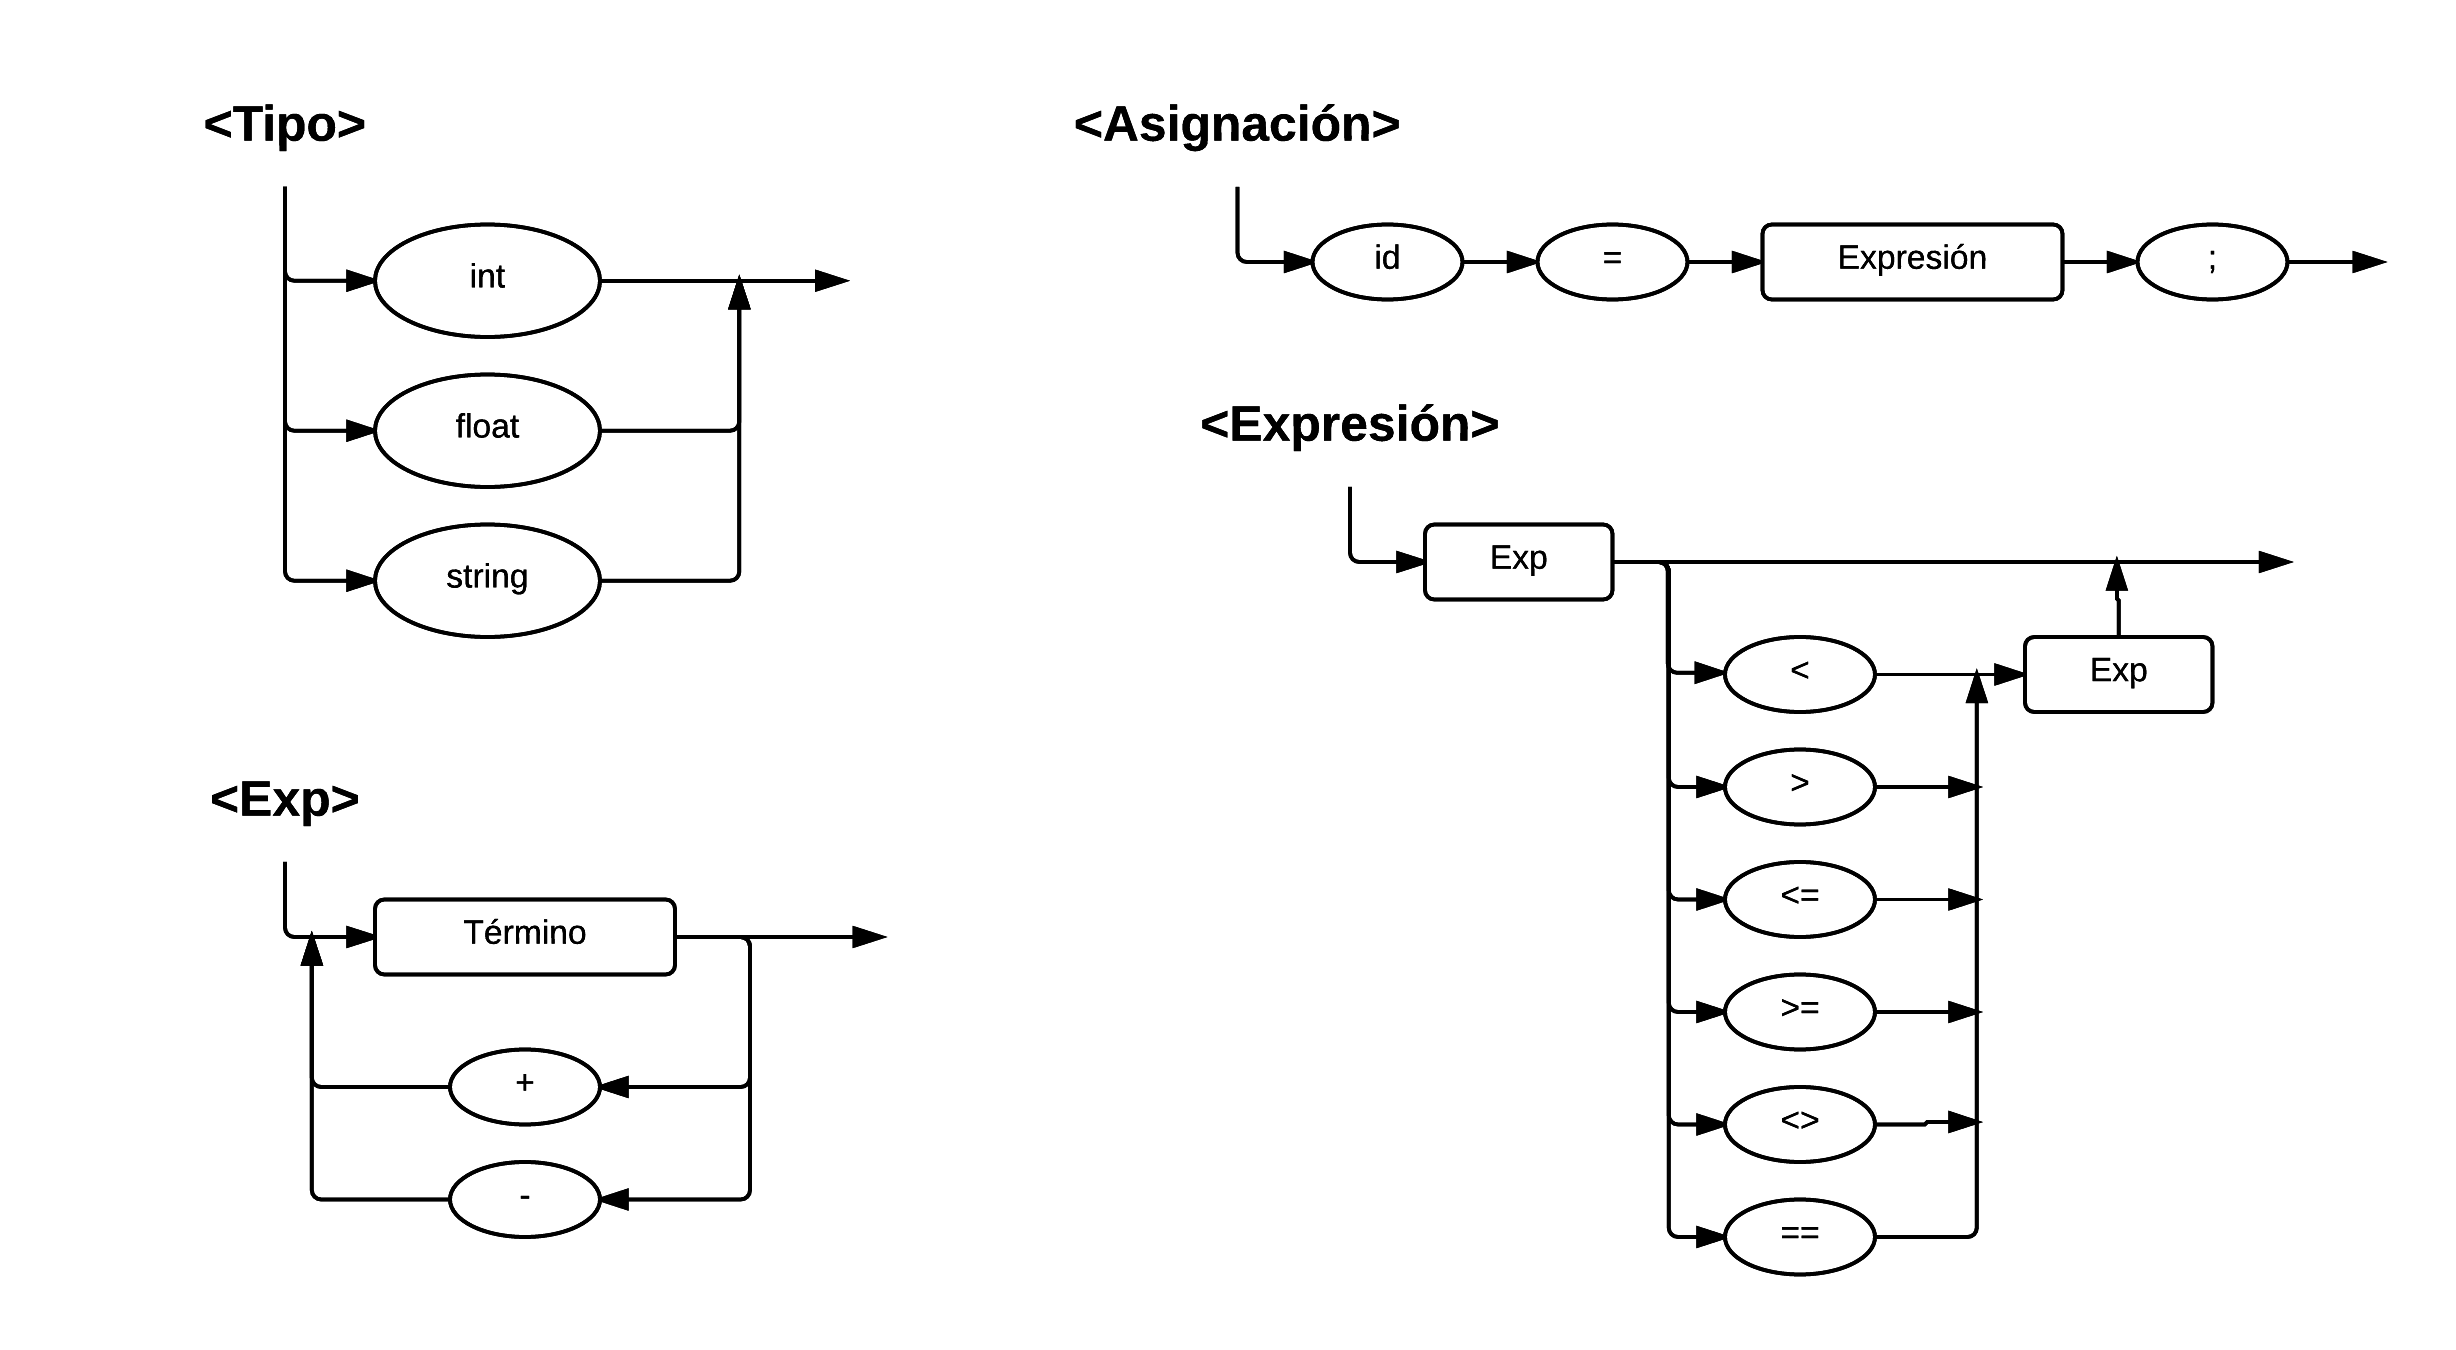 <Tipo>
int
float
string
<Asignación>
id = Expresión ;
<Expresión>
Exp
< Exp
>
<=
>=
<>
==
<Exp>
Término
+
-